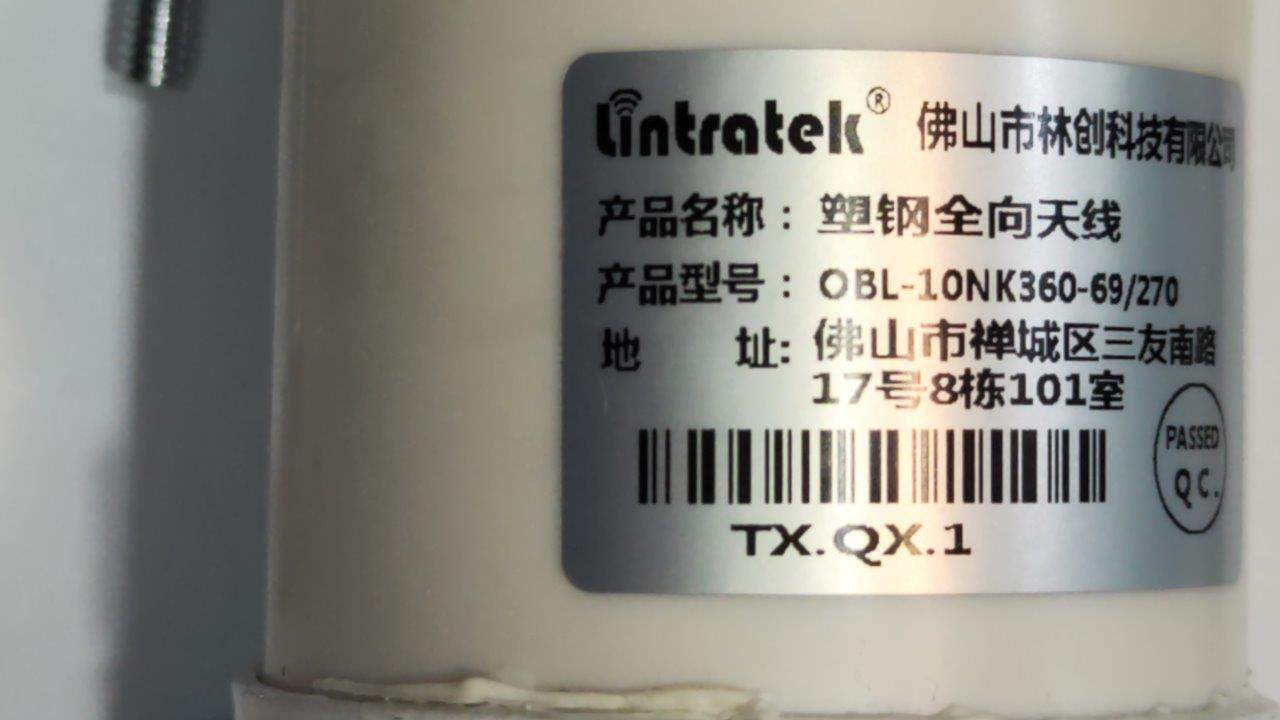 Lintratek® 佛山市林创科技有限公司
产品名称：塑钢全向天线
产品型号：OBL-10NK360-69/270
地 址：佛山市禅城区三友南路
17号8栋101室
PASSED
QC.
TX.QX.1